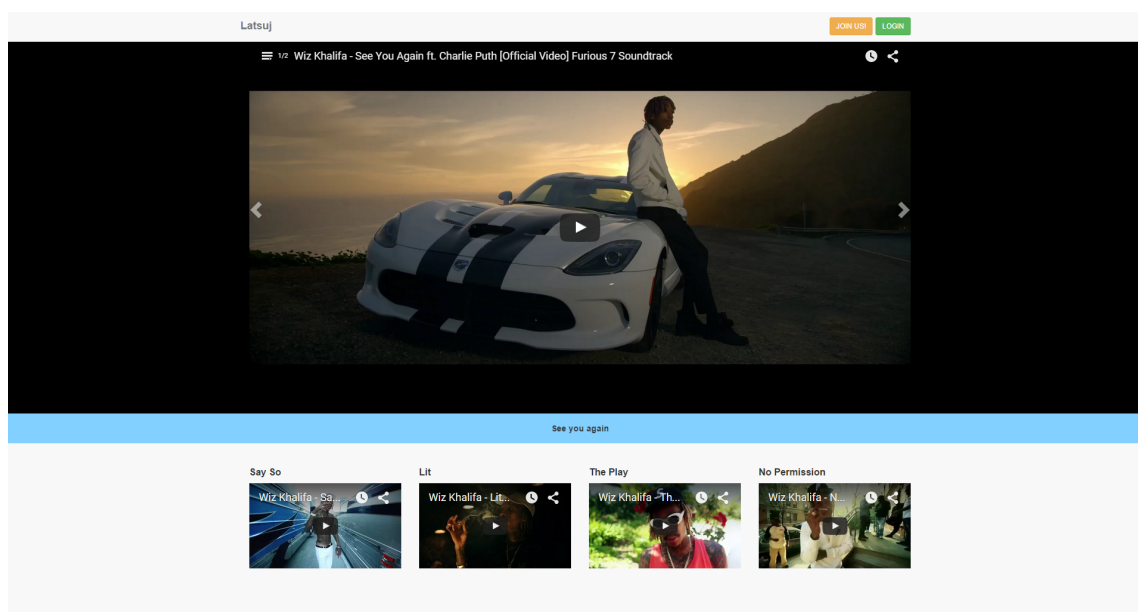 Latsuj
JOIN US!
LOGIN
1/2 Wiz Khalifa - See You Again ft. Charlie Puth [Official Video] Furious 7 Soundtrack
See you again
Say So
Lit
The Play
No Permission
Wiz Khalifa - Sa...
Wiz Khalifa - Lit...
Wiz Khalifa - Th...
Wiz Khalifa - N...